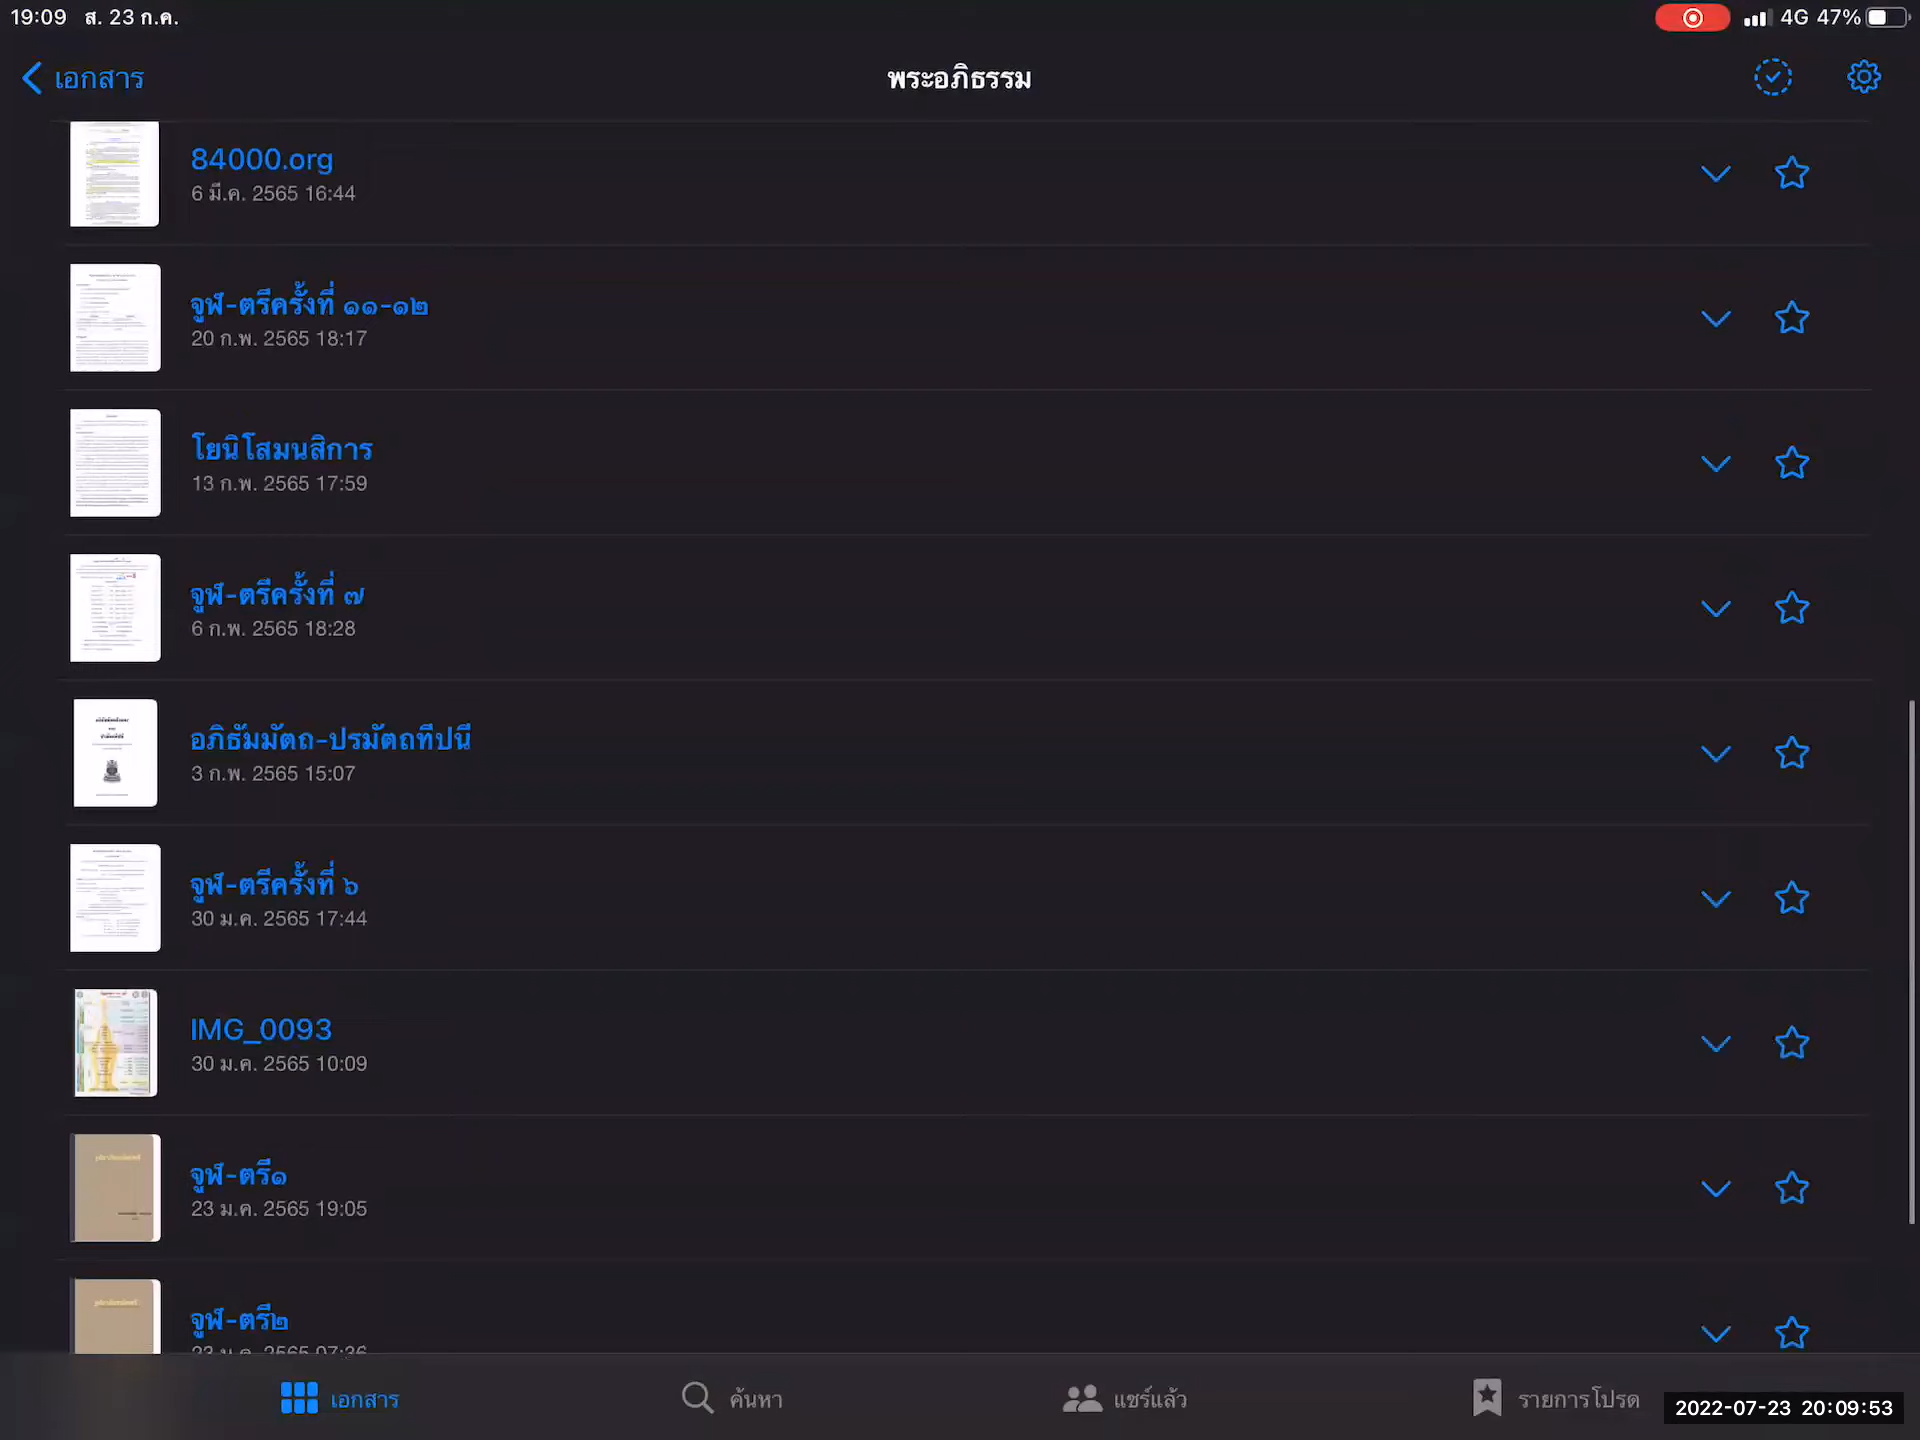 19:09 ส. 23 ก.ค.
4G 47%
เอกสาร
พระอภิธรรม
84000.org
6 มี.ค. 2565 16:44
จูฬ-ตรีครั้งที่ ๑๑-๑๒
20 ก.พ. 2565 18:17
โยนิโสมนสิการ
13 ก.พ. 2565 17:59
จูฬ-ตรีครั้งที่ ๗
6 ก.พ. 2565 18:28
อภิธัมมัตถ-ปรมัตถทีปนี
3 ก.พ. 2565 15:07
จูฬ-ตรีครั้งที่ ๖
30 ม.ค. 2565 17:44
IMG_0093
30 ม.ค. 2565 10:09
จูฬ-ตรี๑
23 ม.ค. 2565 19:05
จูฬ-ตรี๒
23 ม.ค. 2565 07:36
เอกสาร
ค้นหา
แชร์แล้ว
รายการโปรด
2022-07-23 20:09:53